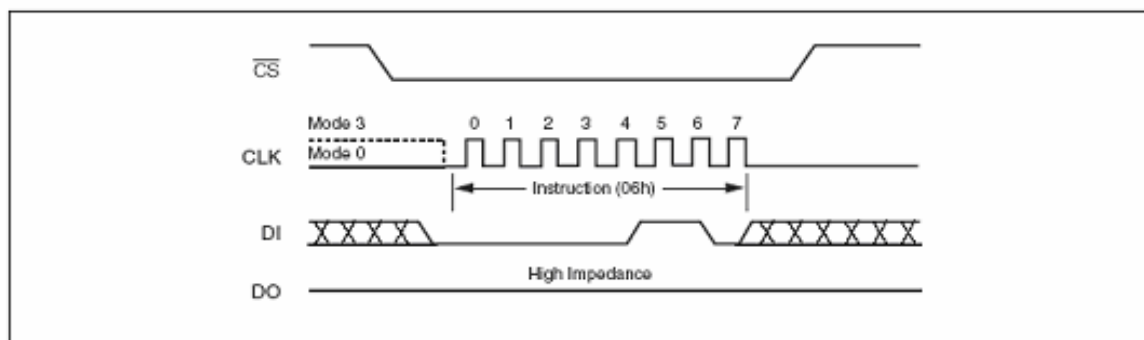 CS
Mode 3
0 1 2 3 4 5 6 7
CLK
Mode 0
Instruction (06h)
DI
High Impedance
DO